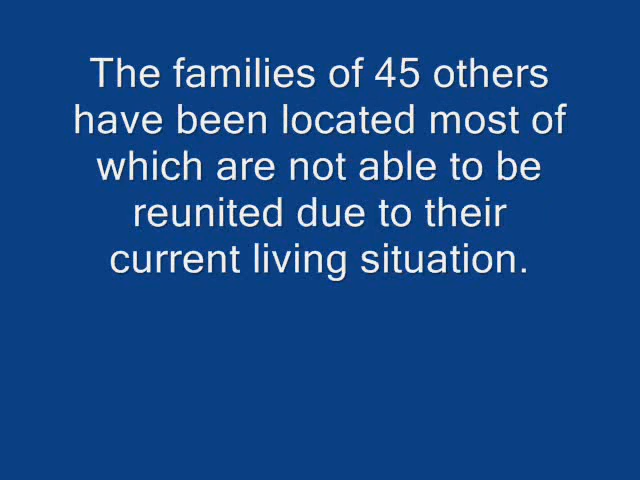 The families of 45 others
have been located most of
which are not able to be
reunited due to their
current living situation.